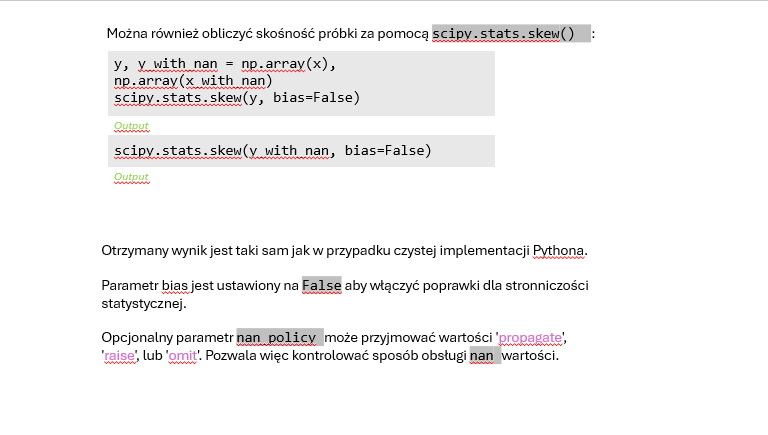 Można również obliczyć skośność próbki za pomocą scipy.stats.skew() :
y, y_with_nan = np.array(x),
np.array(x_with_nan)
scipy.stats.skew(y, bias=False)
Output
scipy.stats.skew(y_with_nan, bias=False)
Output
Otrzymany wynik jest taki sam jak w przypadku czystej implementacji Pythona.
Parametr bias jest ustawiony na False aby włączyć poprawki dla stronniczości
statystycznej.
Opcjonalny parametr nan_policy może przyjmować wartości 'propagate',
'raise', lub 'omit'. Pozwala więc kontrolować sposób obsługi nan wartości.